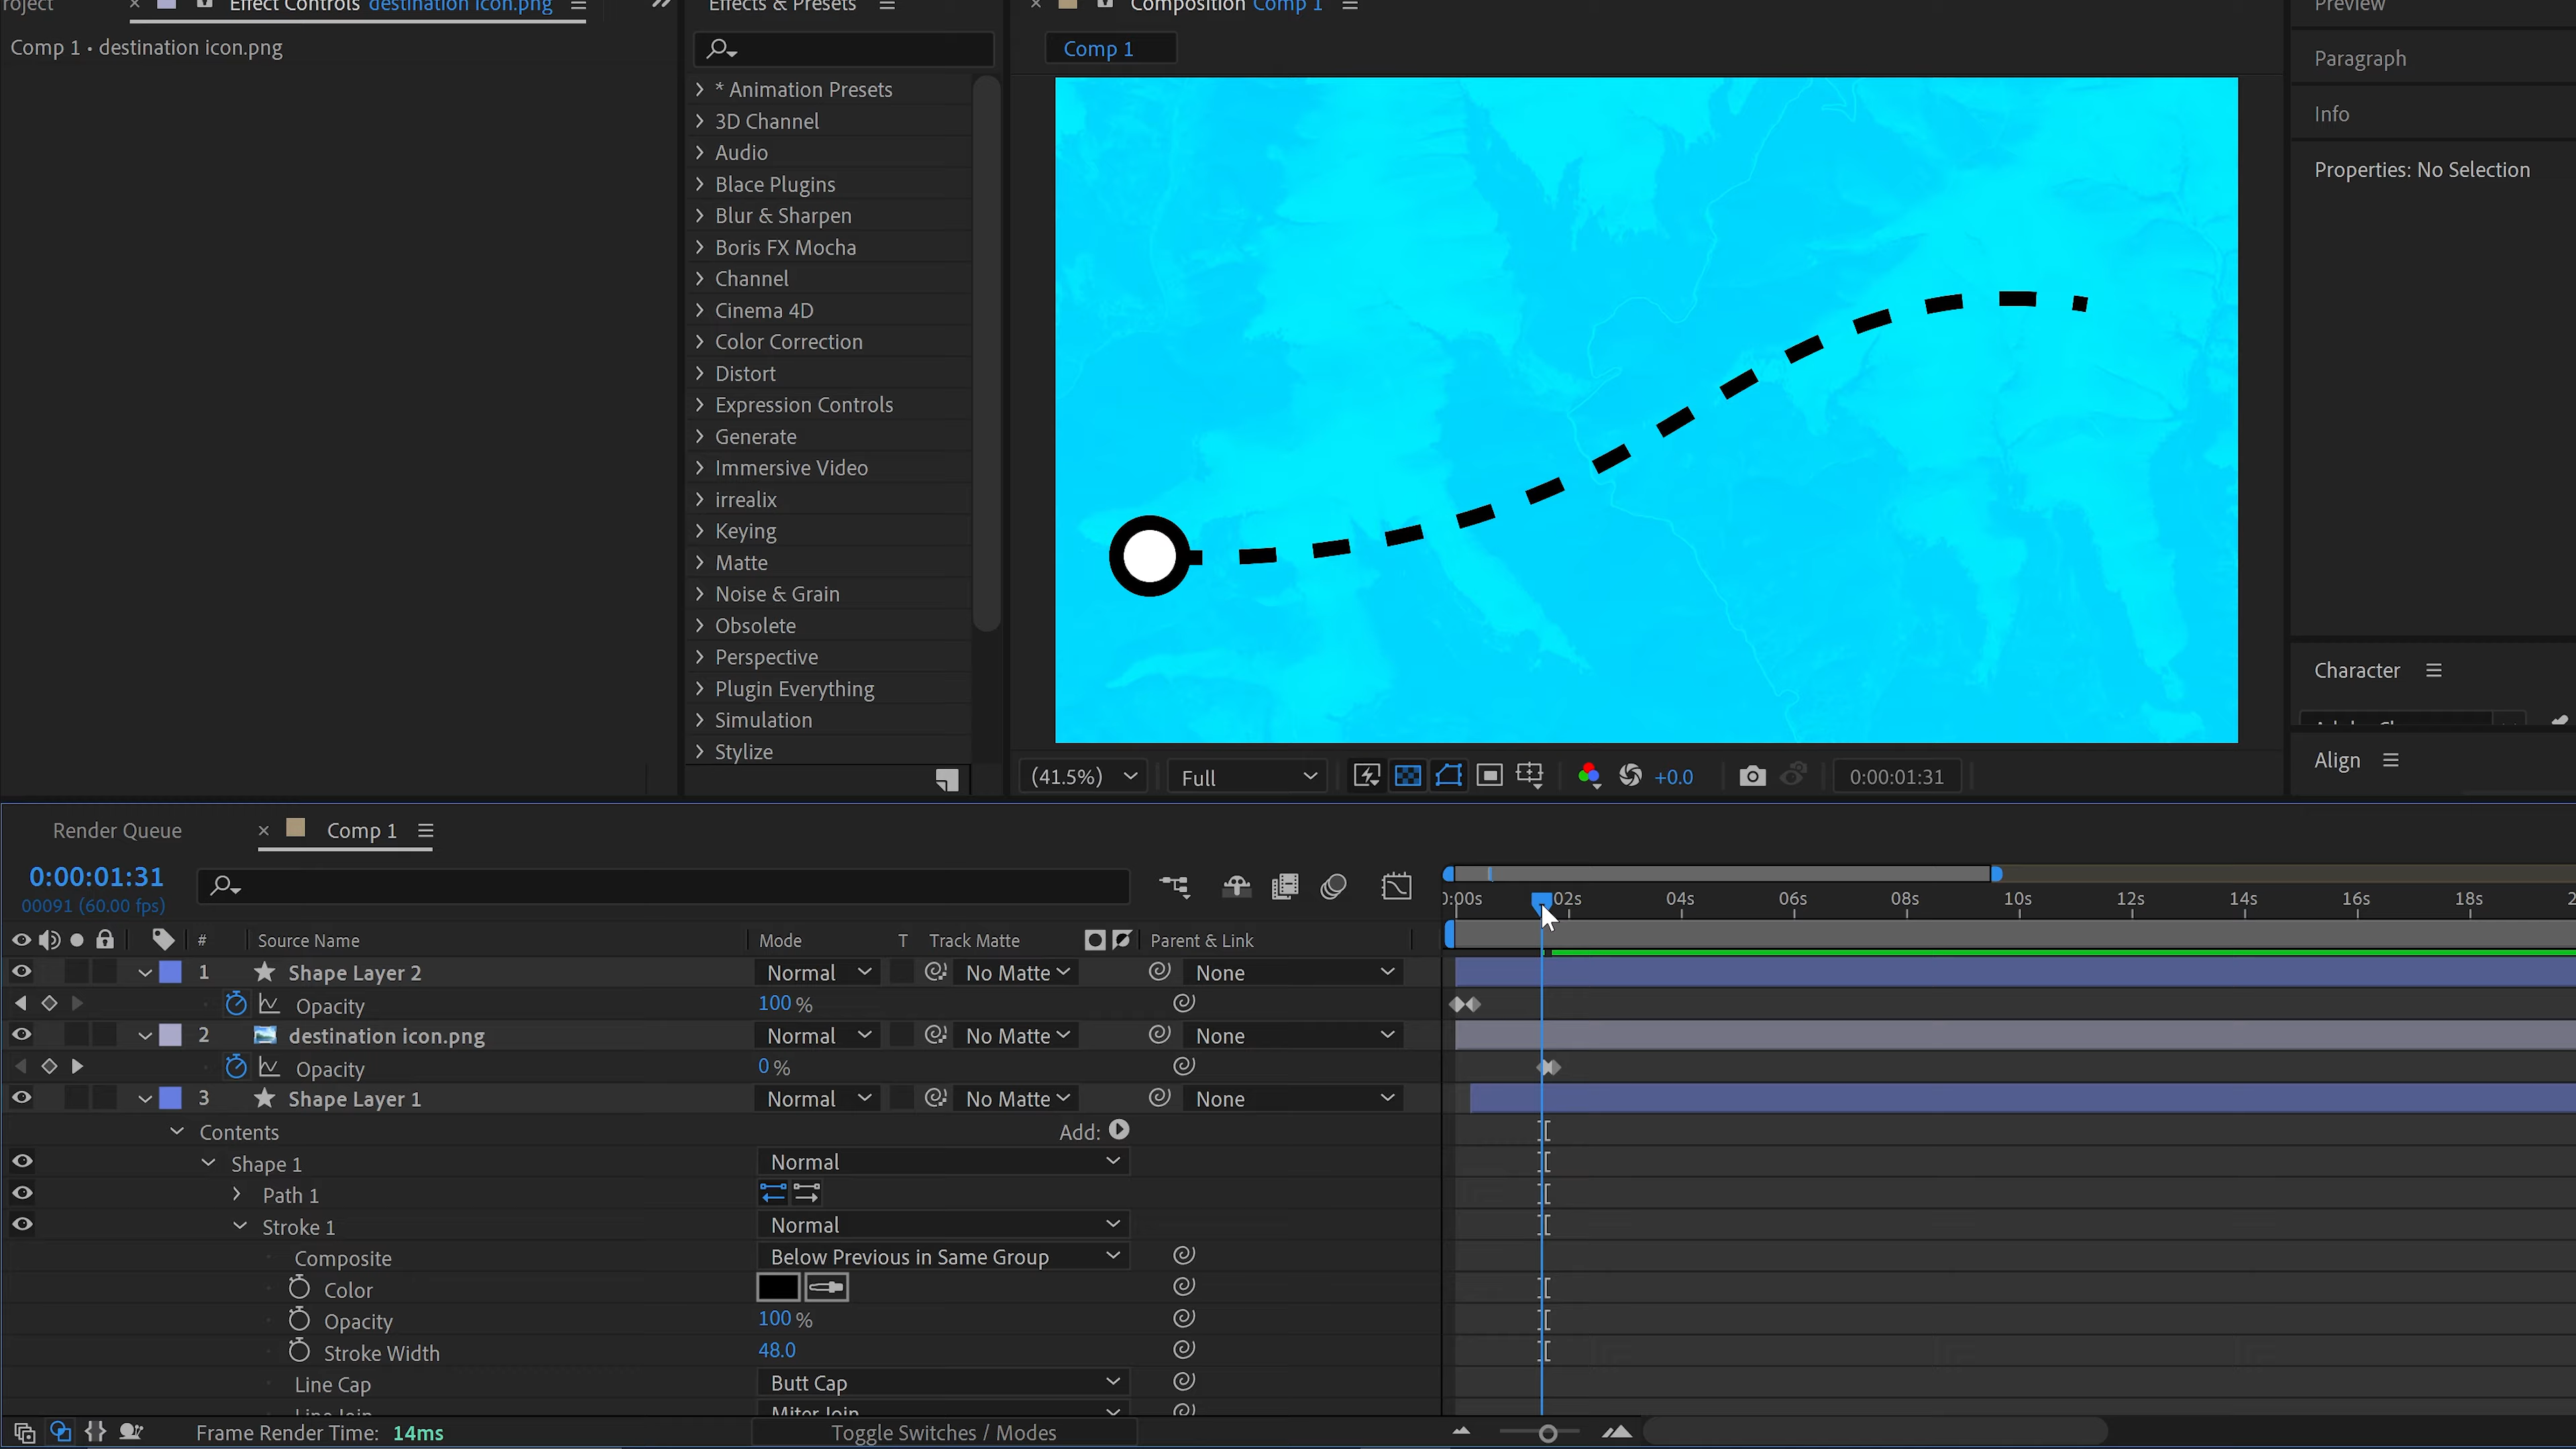 roject
Effect Controls destination icon.png
Effects & Presets
Composition Comp 1
Preview
Comp 1 • destination icon.png
Comp 1
Paragraph
Info
Properties: No Selection
* Animation Presets
3D Channel
Audio
Blace Plugins
Blur & Sharpen
Boris FX Mocha
Channel
Cinema 4D
Color Correction
Distort
Expression Controls
Generate
Immersive Video
irrealix
Keying
Matte
Noise & Grain
Obsolete
Perspective
Plugin Everything
Simulation
Stylize
Character
Align
(41.5%)
Full
+0.0
0:00:01:31
Render Queue
Comp 1
0:00:01:31
00091 (60.00 fps)
0:00s 02s 04s 06s 08s 10s 12s 14s 16s 18s
# Source Name Mode T Track Matte Parent & Link
1 Shape Layer 2 Normal No Matte None
Opacity 100 %
2 destination icon.png Normal No Matte None
Opacity 0 %
3 Shape Layer 1 Normal No Matte None
Contents Add:
Shape 1 Normal
Path 1
Stroke 1 Normal
Composite Below Previous in Same Group
Color
Opacity 100 %
Stroke Width 48.0
Line Cap Butt Cap
Line Join Miter Join
Frame Render Time: 14ms
Toggle Switches / Modes